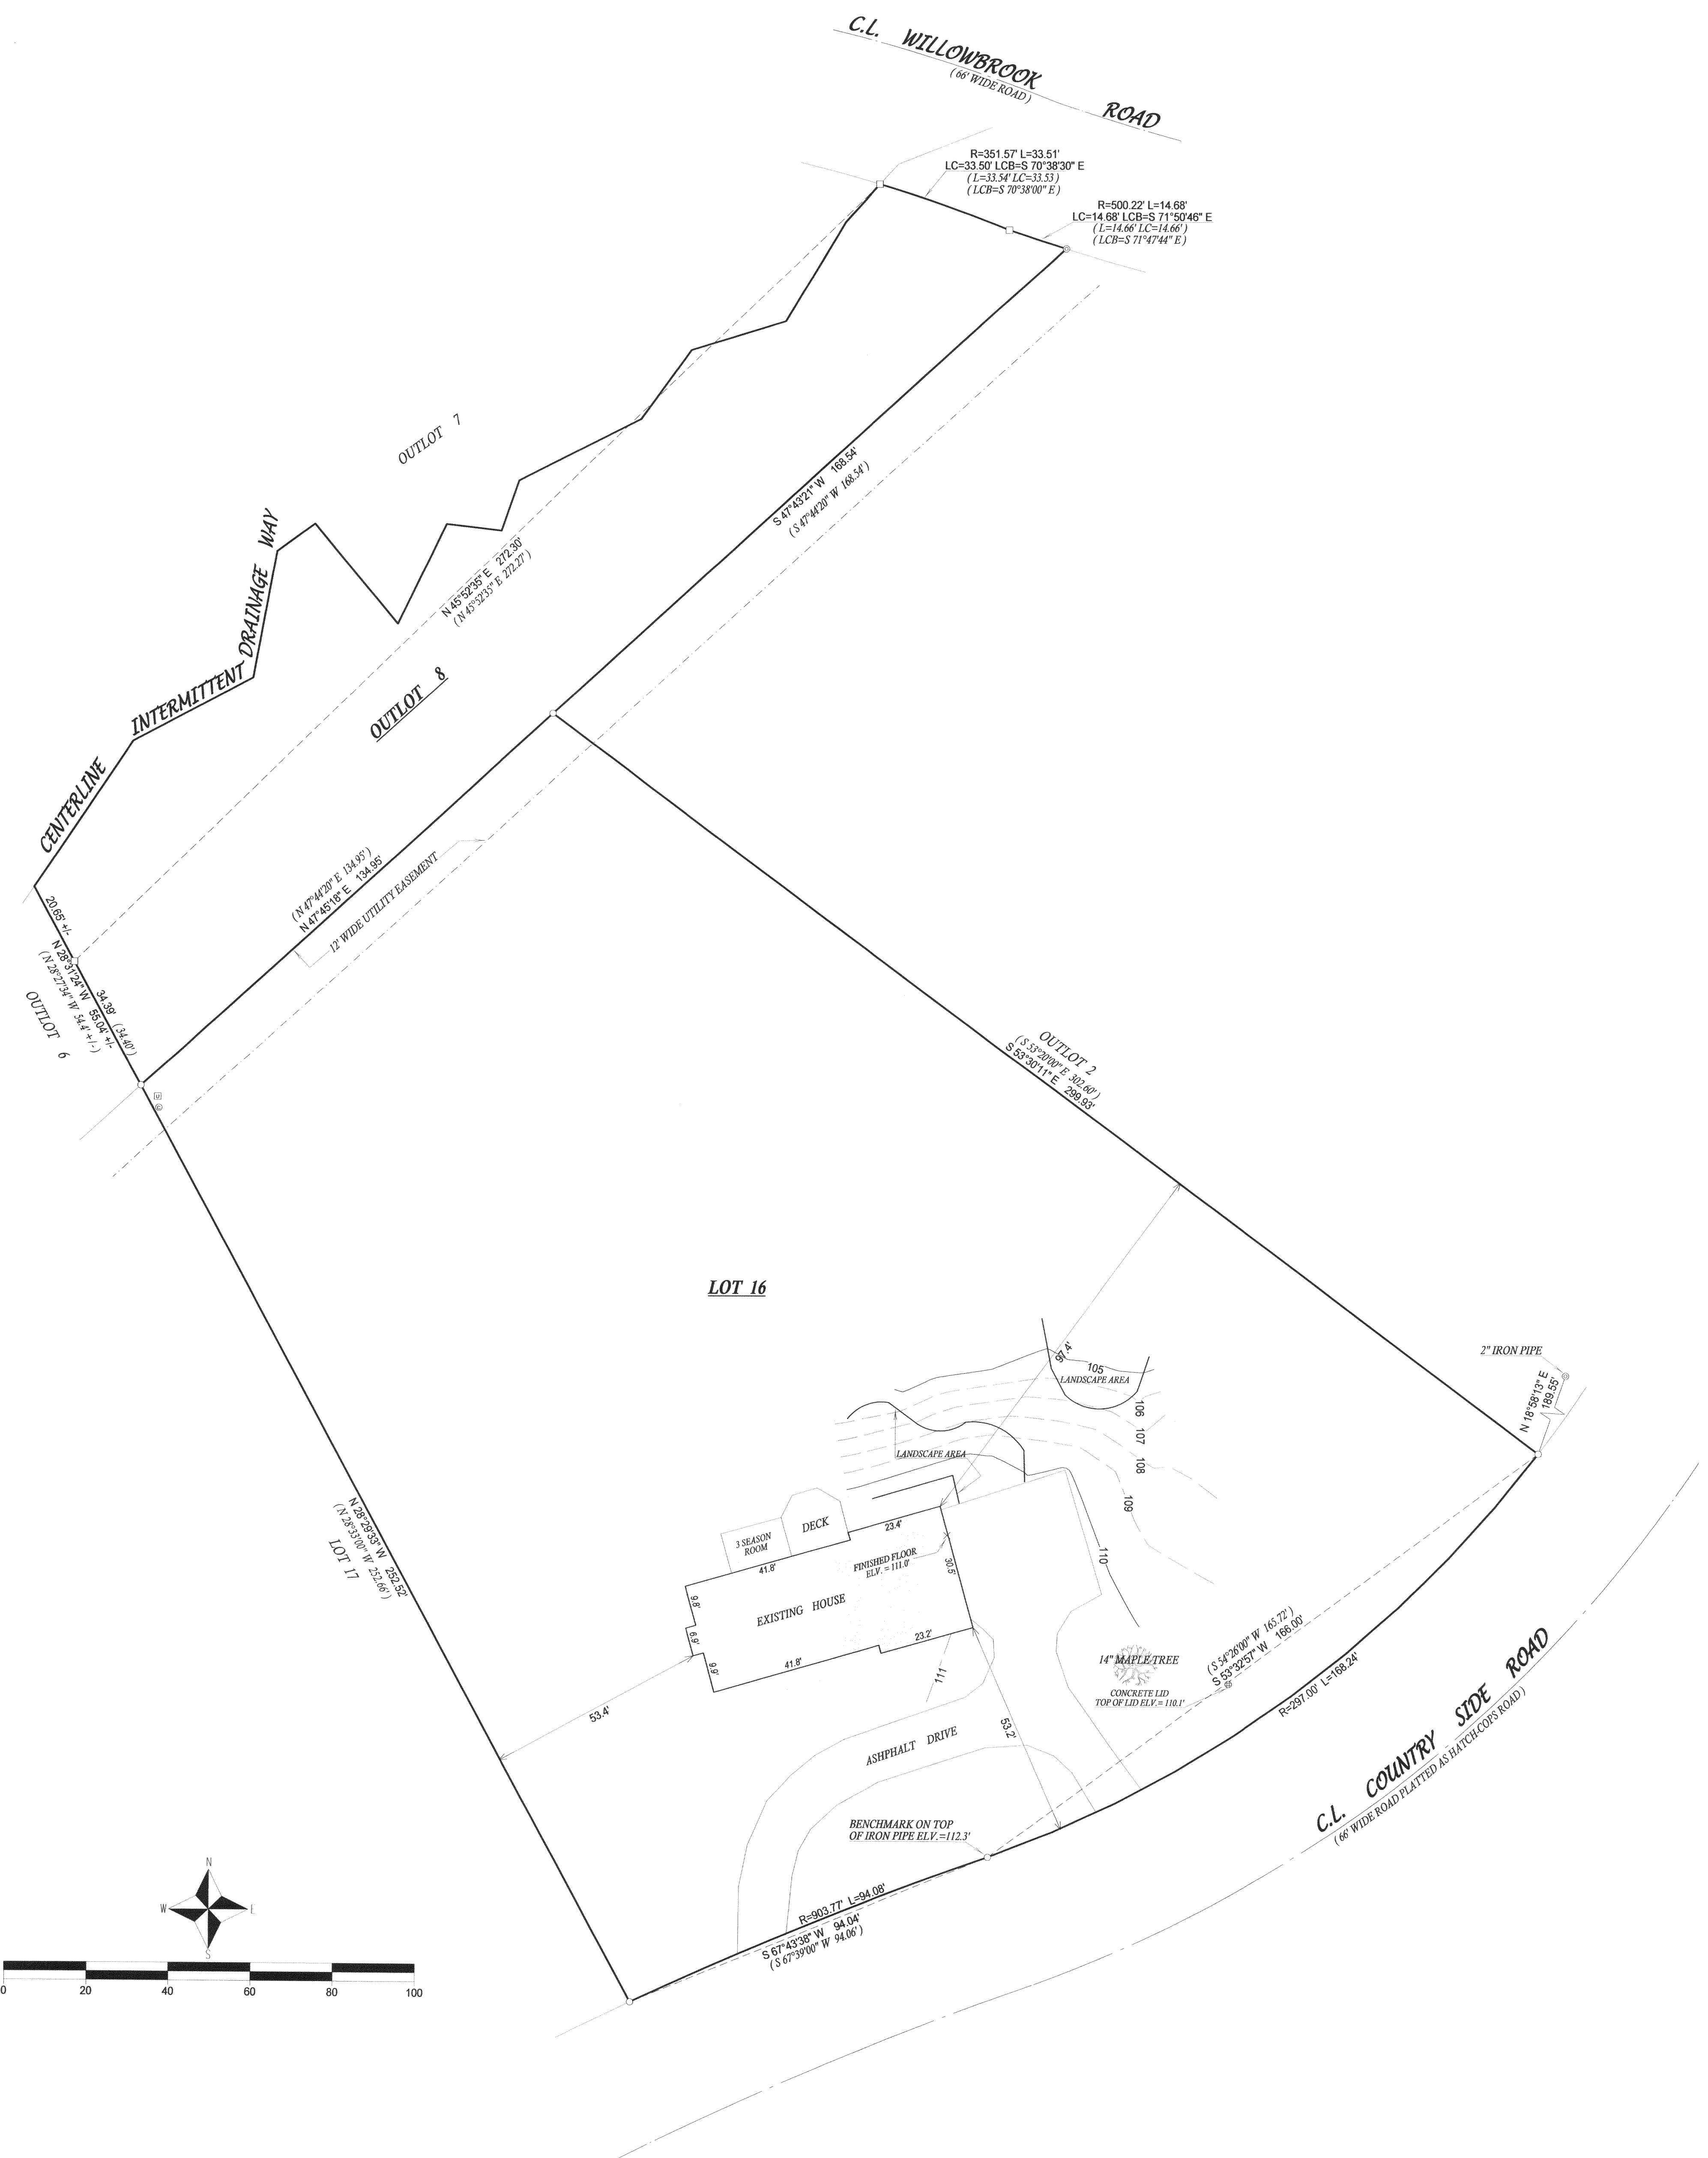 C.L. WILLOWBROOK ROAD
( 66' WIDE ROAD )
R=351.57' L=33.51'
LC=33.50' LCB=S 70°38'30" E
( L=33.54' LC=33.53 )
( LCB=S 70°38'00" E )
R=500.22' L=14.68'
LC=14.68' LCB=S 71°50'46" E
( L=14.66' LC=14.66' )
( LCB=S 71°47'44" E )
OUTLOT 7
S 47°43'21" W 168.54'
( S 47°44'20" W 168.54' )
CENTERLINE INTERMITTENT DRAINAGE WAY
N 45°52'35" E 272.30'
( N 45°52'35" E 272.27' )
OUTLOT 8
( N 47°44'20" E 134.95' )
N 47°45'18" E 134.95'
12' WIDE UTILITY EASEMENT
20.65' +/-
N 28°31'24" W 55.04' +/-
( N 28°27'34" W 54.4' +/- )
34.39' ( 34.40' )
OUTLOT 6
U
C
OUTLOT 2
( S 53°20'00" E 302.60' )
S 53°30'11" E 299.93'
LOT 16
2" IRON PIPE
N 18°58'13" E
189.55'
97.4'
105
LANDSCAPE AREA
106
107
108
109
110
LANDSCAPE AREA
N 28°29'33" W 252.52'
( N 28°33'00" W 252.66' )
LOT 17
3 SEASON
ROOM
DECK
23.4'
41.8'
FINISHED FLOOR
ELV. = 111.0'
30.5'
9.8'
6.9'
9.9'
EXISTING HOUSE
41.8'
23.2'
111
53.4'
53.2'
14" MAPLE TREE
CONCRETE LID
TOP OF LID ELV.= 110.1'
( S 54°26'00" W 165.72' )
S 53°32'57" W 166.00'
R=297.00' L=168.24'
ASHPHALT DRIVE
BENCHMARK ON TOP
OF IRON PIPE ELV.=112.3'
R=903.77' L=94.08'
S 67°43'38" W 94.04'
( S 67°39'00" W 94.06' )
C.L. COUNTRY SIDE ROAD
( 66' WIDE ROAD PLATTED AS HATCH-COPS ROAD )
N
W E
S
0 20 40 60 80 100